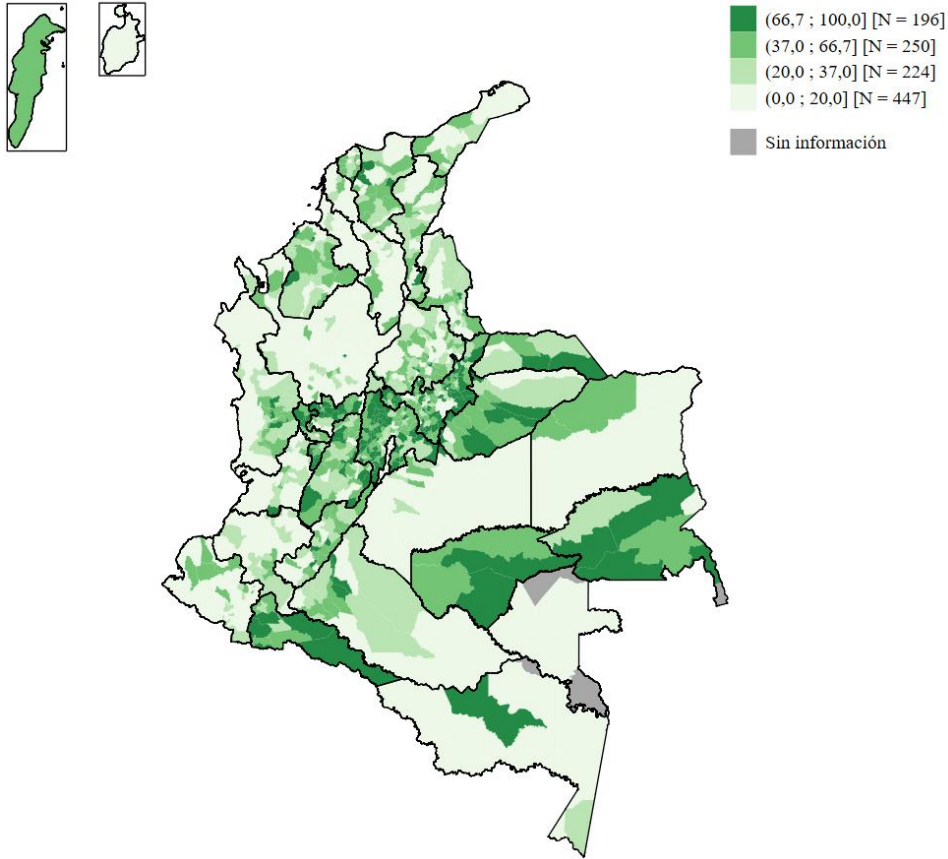 (66,7 ; 100,0] [N = 196]
(37,0 ; 66,7] [N = 250]
(20,0 ; 37,0] [N = 224]
(0,0 ; 20,0] [N = 447]
Sin información